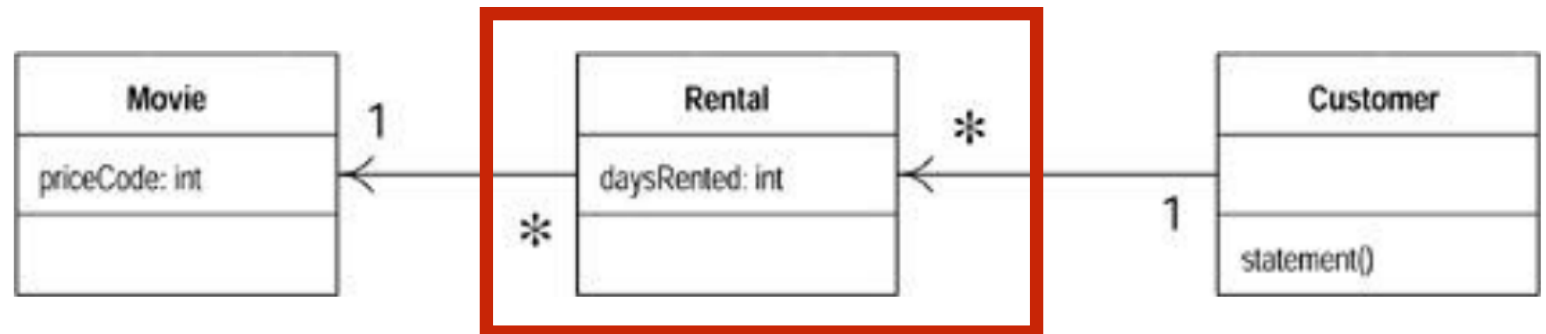 Movie
priceCode: int
1
*
Rental
daysRented: int
*
1
Customer
statement()